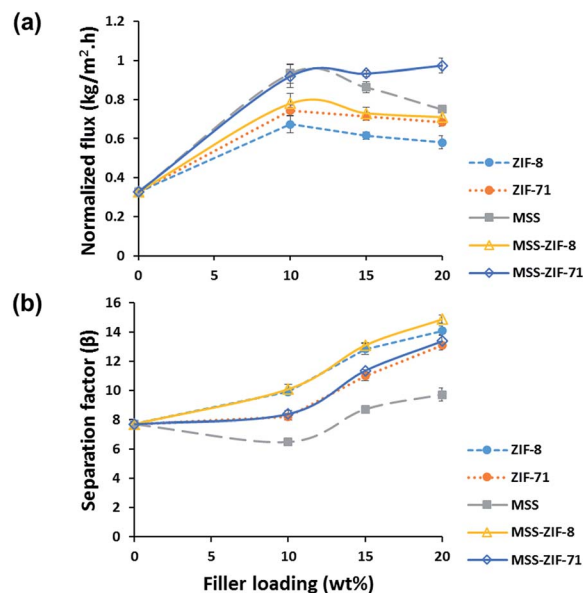 (a)
Normalized flux (kg/m².h)
1.2
1
0.8
0.6
0.4
0.2
0
0
5
10
15
20
ZIF-8
ZIF-71
MSS
MSS-ZIF-8
MSS-ZIF-71
(b)
Separation factor (β)
16
14
12
10
8
6
4
2
0
0
5
10
15
20
Filler loading (wt%)
ZIF-8
ZIF-71
MSS
MSS-ZIF-8
MSS-ZIF-71